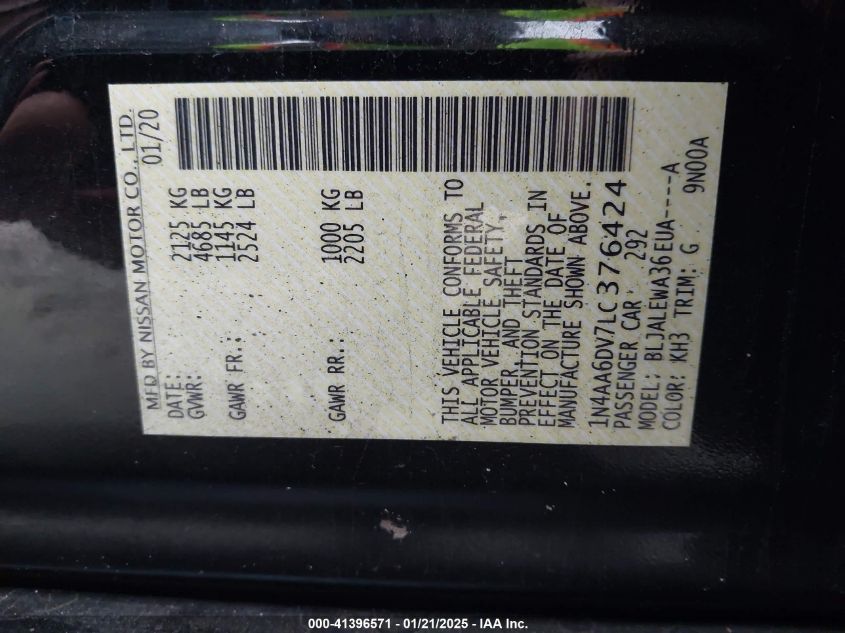 MFD BY NISSAN MOTOR CO., LTD.
DATE: 01/20
GVWR: 2125 KG
4685 LB
GAWR FR.: 1145 KG
2524 LB
GAWR RR.: 1000 KG
2205 LB
THIS VEHICLE CONFORMS TO
ALL APPLICABLE FEDERAL
MOTOR VEHICLE SAFETY,
BUMPER, AND THEFT
PREVENTION STANDARDS IN
EFFECT ON THE DATE OF
MANUFACTURE SHOWN ABOVE.
1N4AA6DV7LC376424
PASSENGER CAR 292
MODEL: BLJALEWA36EUA----A
COLOR: KH3 TRIM: G 9N00A
000-41396571 / 01/21/2025 - IAA Inc.